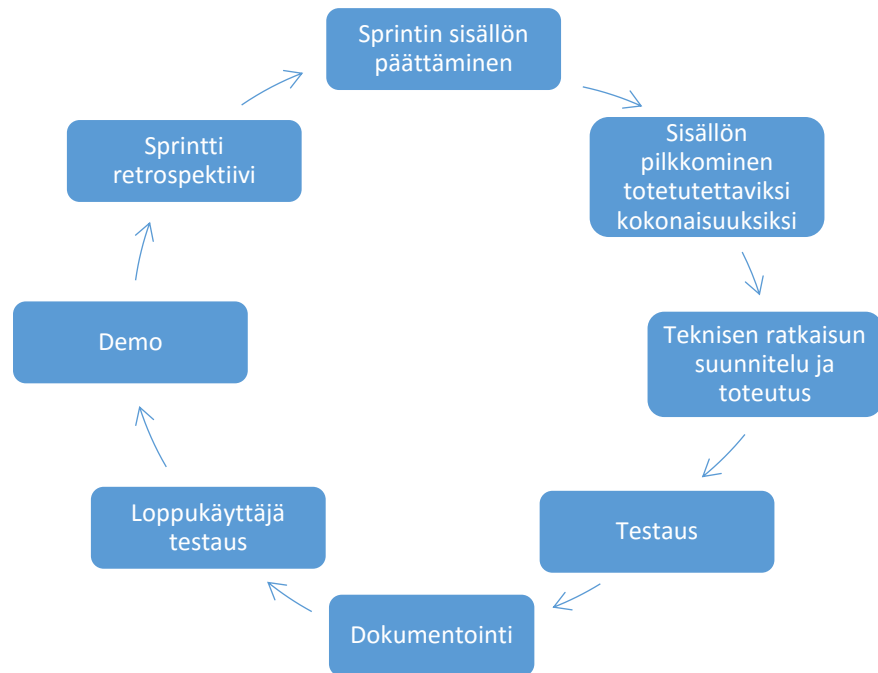 Sprintin sisällön
päättäminen
Sisällön
pilkkominen
totetutettaviksi
kokonaisuuksiksi
Teknisen ratkaisun
suunnitelu ja
toteutus
Testaus
Dokumentointi
Loppukäyttäjä
testaus
Demo
Sprintti
retrospektiivi